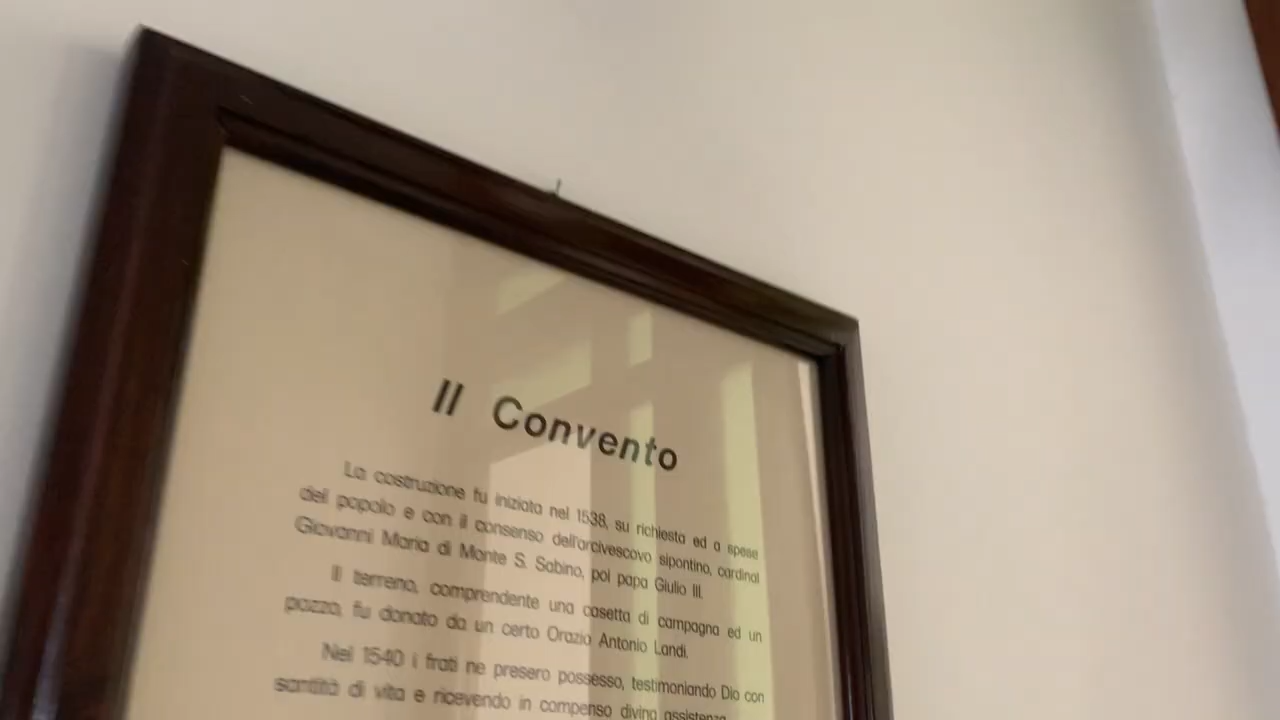 Il Convento
La costruzione fu iniziata nel 1538, su richiesta ed a spese
del popolo e con il consenso dell'arcivescovo sipontino, cardinal
Giovanni Maria di Monte S. Sabino, poi papa Giulio III.
Il terreno, comprendente una casetta di campagna ed un
pozzo, fu donato da un certo Orazio Antonio Landi.
Nel 1540 i frati ne presero possesso, testimoniando Dio con
santità di vita e ricevendo in compenso divina assistenza